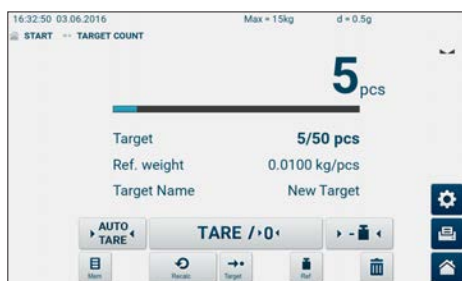 16:32:50 03.06.2016 Max = 15kg d = 0.5g
START TARGET COUNT
5 pcs
Target 5/50 pcs
Ref. weight 0.0100 kg/pcs
Target Name New Target
AUTO TARE TARE / 0 -
Mem Recalc Target Ref